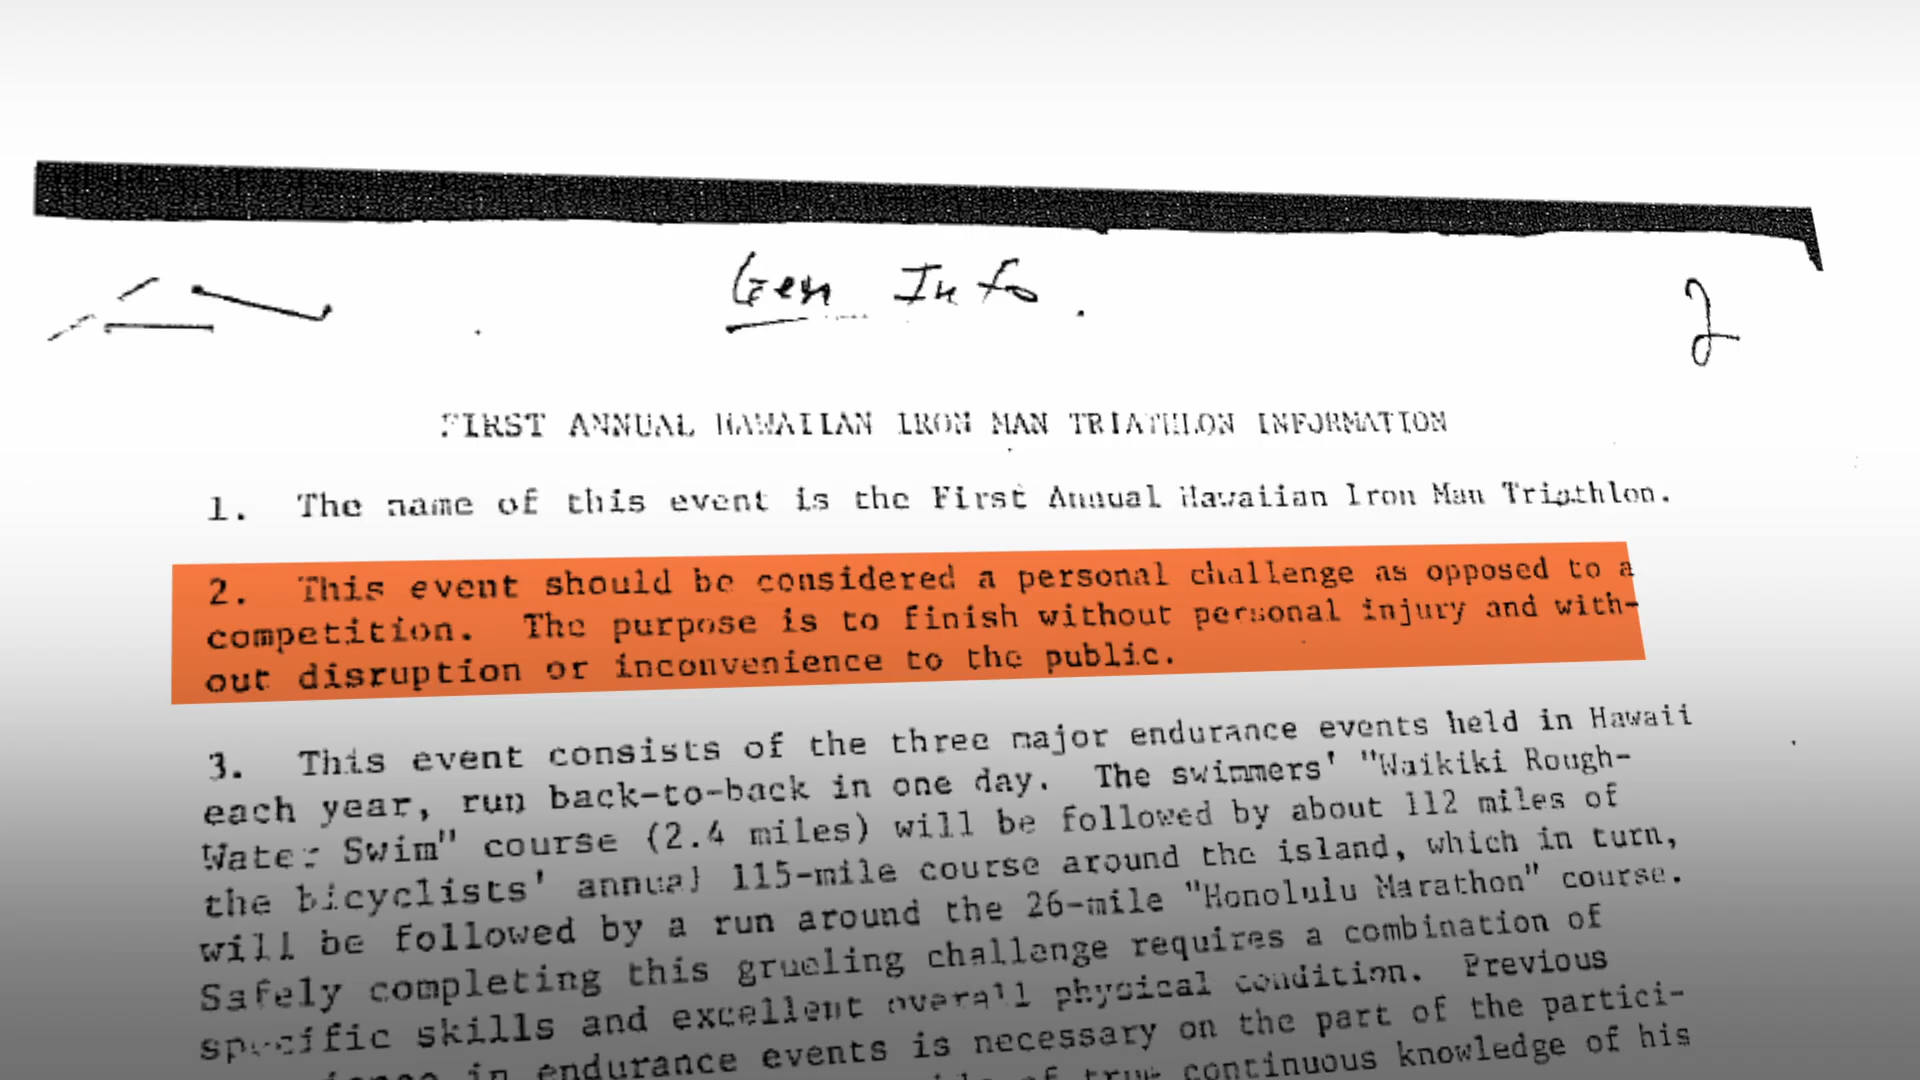 Gen Info.
2
FIRST ANNUAL HAWAIIAN IRON MAN TRIATHLON INFORMATION
1. The name of this event is the First Annual Hawaiian Iron Man Triathlon.
2. This event should be considered a personal challenge as opposed to a
competition. The purpose is to finish without personal injury and with-
out disruption or inconvenience to the public.
3. This event consists of the three major endurance events held in Hawaii
each year, run back-to-back in one day. The swimmers' "Waikiki Rough-
Water Swim" course (2.4 miles) will be followed by about 112 miles of
the bicyclists' annual 115-mile course around the island, which in turn,
will be followed by a run around the 26-mile "Honolulu Marathon" course.
Safely completing this grueling challenge requires a combination of
specific skills and excellent overall physical condition. Previous
in endurance events is necessary on the part of the partici-
of true continuous knowledge of his